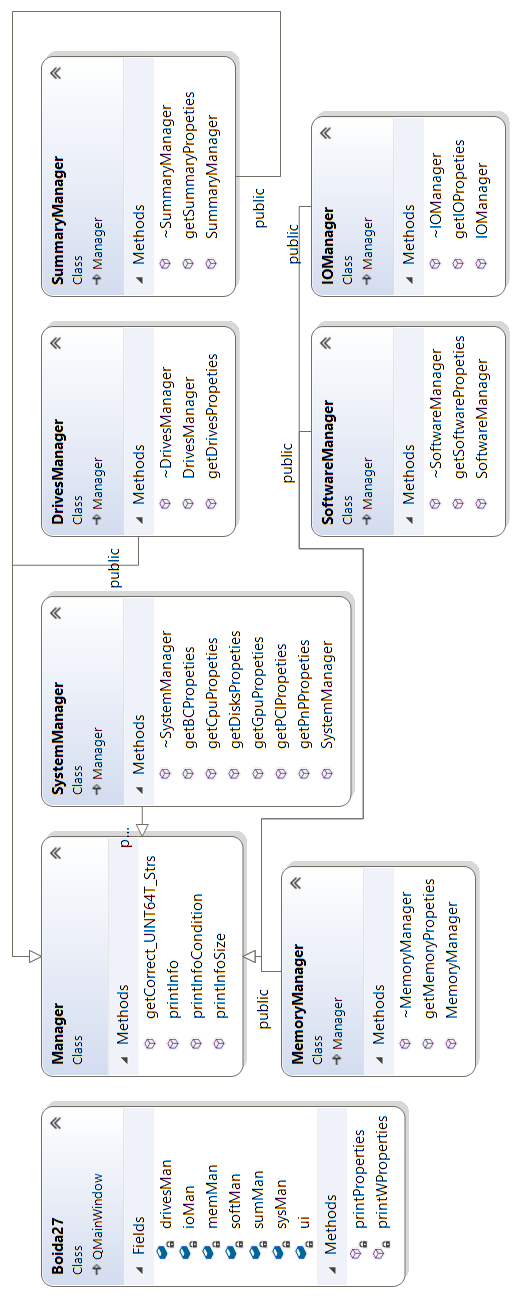 Boida27
Class
QMainWindow
Fields
drivesMan
ioMan
memMan
softMan
sumMan
sysMan
ui
Methods
printProperties
printWProperties
Manager
Class
Methods
getCorrect_UINT64T_Strs
printInfo
printInfoCondition
printInfoSize
p...
SystemManager
Class
Manager
Methods
~SystemManager
getBCPropeties
getCpuPropeties
getDisksPropeties
getGpuPropeties
getPCIPropeties
getPnPPropeties
SystemManager
public
DrivesManager
Class
Manager
Methods
~DrivesManager
DrivesManager
getDrivesPropeties
SummaryManager
Class
Manager
Methods
~SummaryManager
getSummaryPropeties
SummaryManager
public
public
MemoryManager
Class
Manager
Methods
~MemoryManager
getMemoryPropeties
MemoryManager
public
SoftwareManager
Class
Manager
Methods
~SoftwareManager
getSoftwarePropeties
SoftwareManager
public
IOManager
Class
Manager
Methods
~IOManager
getIOPropeties
IOManager